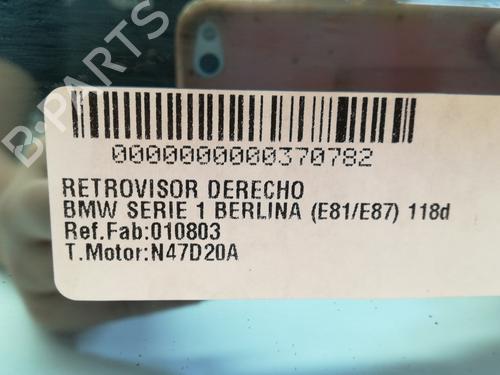 B-PARTS
0000000000370782
RETROVISOR DERECHO
BMW SERIE 1 BERLINA (E81/E87) 118d
Ref.Fab:010803
T.Motor:N47D20A